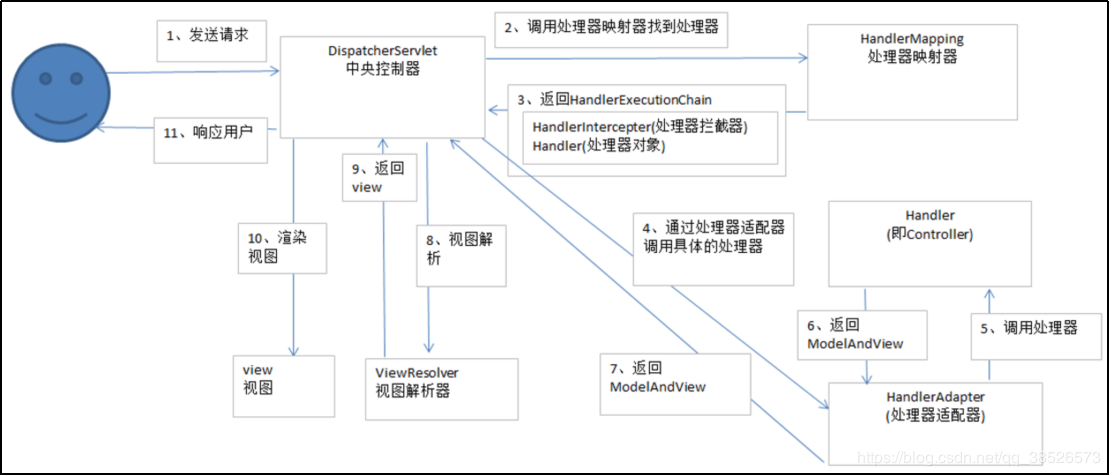 1、发送请求
DispatcherServlet
中央控制器
2、调用处理器映射器找到处理器
HandlerMapping
处理器映射器
3、返回HandlerExecutionChain
HandlerIntercepter(处理器拦截器)
Handler(处理器对象)
11、响应用户
9、返回
view
10、渲染
视图
8、视图解
析
4、通过处理器适配器
调用具体的处理器
Handler
(即Controller)
6、返回
ModelAndView
5、调用处理器
7、返回
ModelAndView
view
视图
ViewResolver
视图解析器
HandlerAdapter
(处理器适配器)
https://blog.csdn.net/qq_38526573